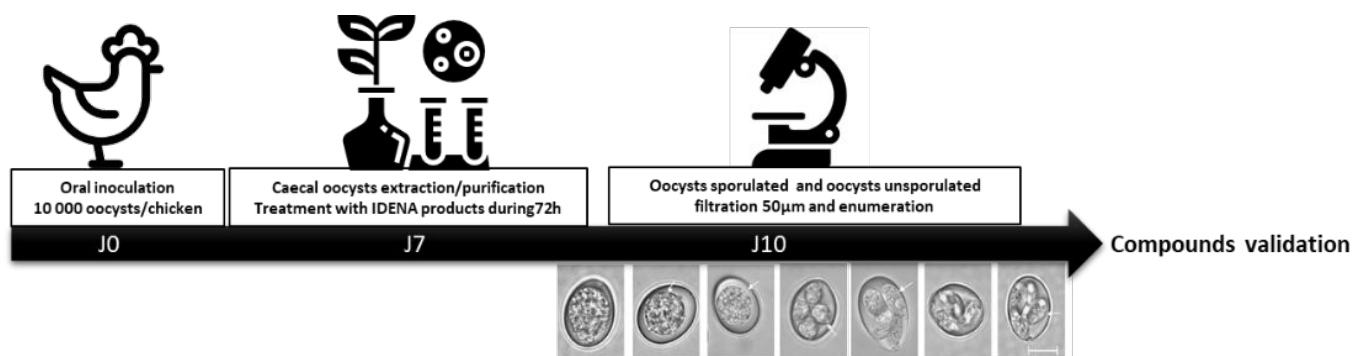 Oral inoculation
10 000 oocysts/chicken
Caecal oocysts extraction/purification
Treatment with IDENA products during72h
Oocysts sporulated and oocysts unsporulated
filtration 50µm and enumeration
J0
J7
J10
Compounds validation